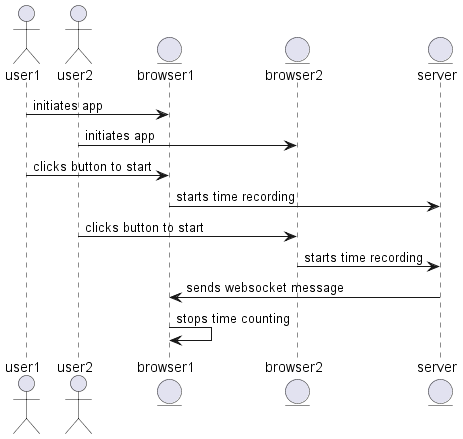 user1 user2 browser1 browser2 server
initiates app
initiates app
clicks button to start
starts time recording
clicks button to start
starts time recording
sends websocket message
stops time counting
user1 user2 browser1 browser2 server